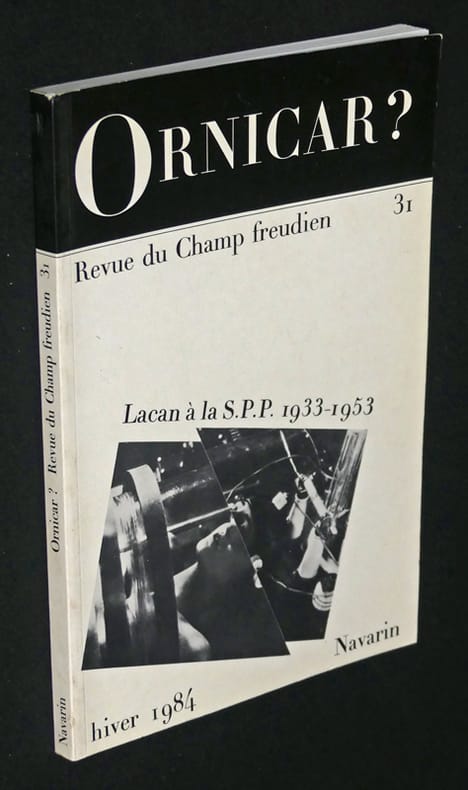 ORNICAR?
Revue du Champ freudien 31
Lacan à la S.P.P. 1933-1953
Navarin
hiver 1984
Ornicar ? Revue du Champ freudien 31
Navarin